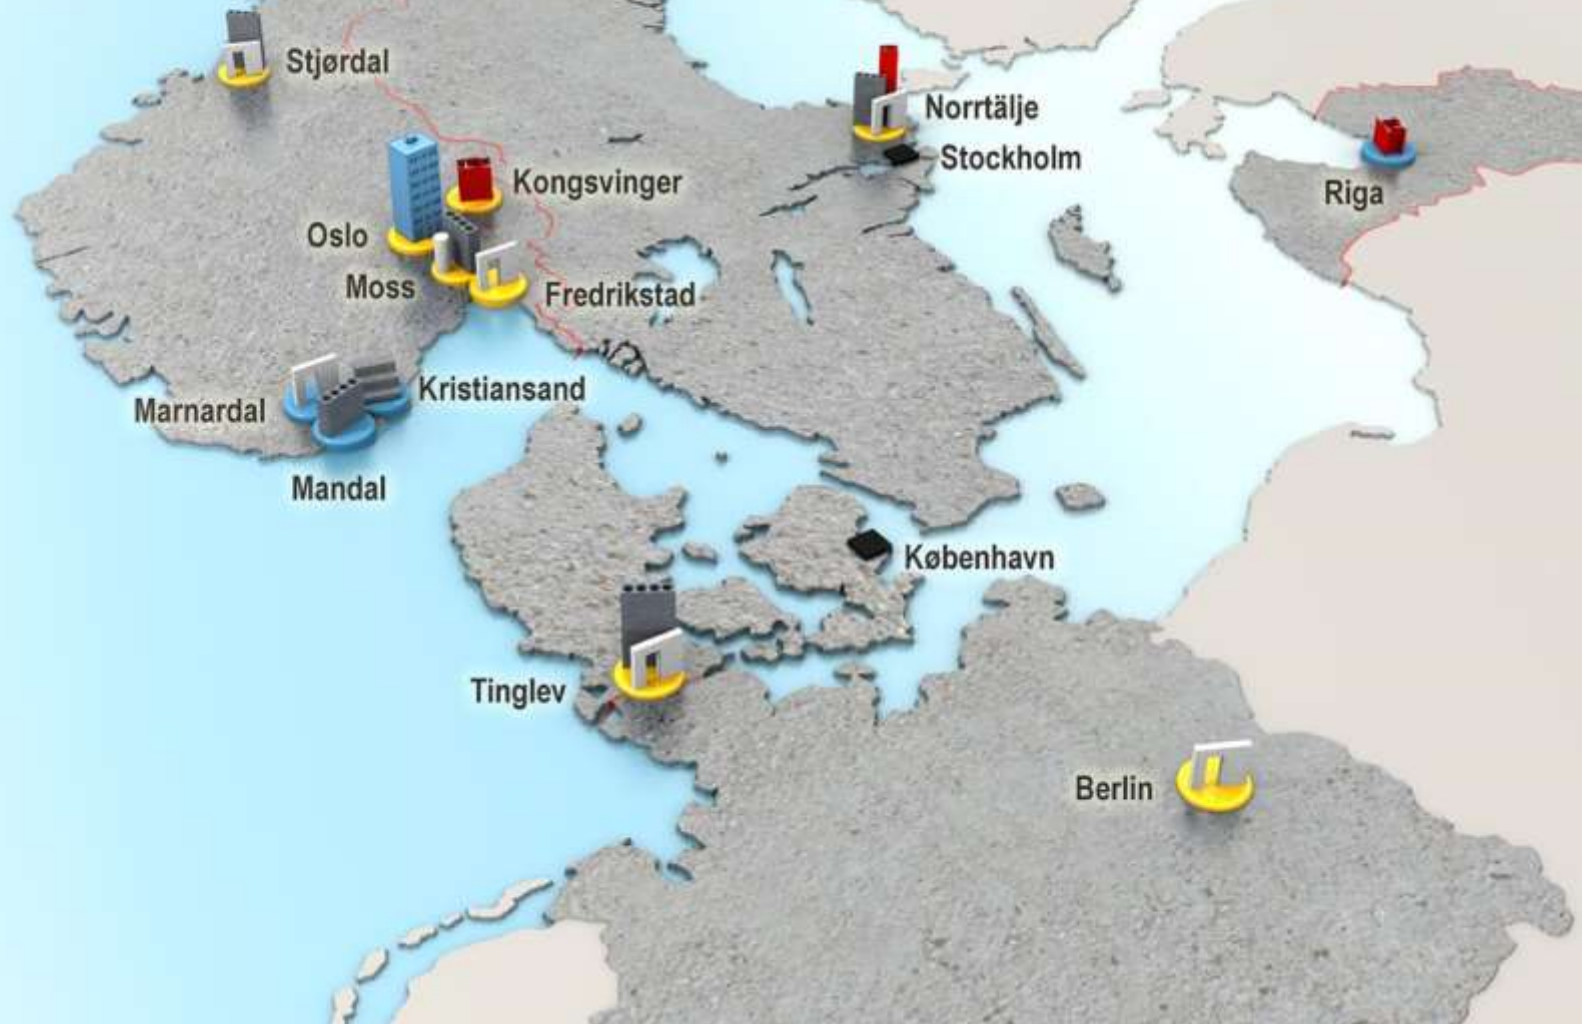 Stjørdal
Norrtälje
Stockholm
Kongsvinger
Riga
Oslo
Moss
Fredrikstad
Kristiansand
Marnardal
Mandal
København
Tinglev
Berlin